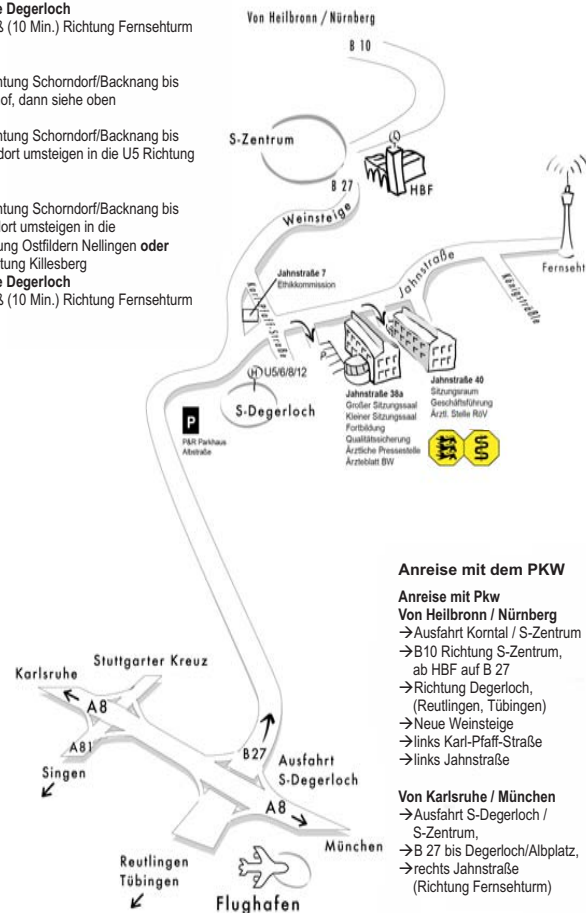 e Degerloch
ß (10 Min.) Richtung Fernsehturm
htung Schorndorf/Backnang bis
of, dann siehe oben
htung Schorndorf/Backnang bis
dort umsteigen in die U5 Richtung
htung Schorndorf/Backnang bis
dort umsteigen in die
ung Ostfildern Nellingen oder
tung Killesberg
e Degerloch
ß (10 Min.) Richtung Fernsehturm
Von Heilbronn / Nürnberg
B 10
S-Zentrum
B 27
HBF
Weinsteige
Fernseht
Jahnstraße
Königsträßle
Jahnstraße 7
Ethikkommission
Karl-Pfaff-Straße
P
H U5/6/8/12
S-Degerloch
P
P&R Parkhaus
Albstraße
Jahnstraße 38a
Großer Sitzungssaal
Kleiner Sitzungssaal
Fortbildung
Qualitätssicherung
Ärztliche Pressestelle
Ärzteblatt BW
Jahnstraße 40
Sitzungsraum
Geschäftsführung
Ärztl. Stelle RöV
Karlsruhe
Stuttgarter Kreuz
A8
A81
Singen
B27
Ausfahrt
S-Degerloch
A8
München
Reutlingen
Tübingen
Flughafen
Anreise mit dem PKW
Anreise mit Pkw
Von Heilbronn / Nürnberg
→Ausfahrt Korntal / S-Zentrum
→B10 Richtung S-Zentrum,
ab HBF auf B 27
→Richtung Degerloch,
(Reutlingen, Tübingen)
→Neue Weinsteige
→links Karl-Pfaff-Straße
→links Jahnstraße
Von Karlsruhe / München
→Ausfahrt S-Degerloch /
S-Zentrum,
→B 27 bis Degerloch/Albplatz,
→rechts Jahnstraße
(Richtung Fernsehturm)